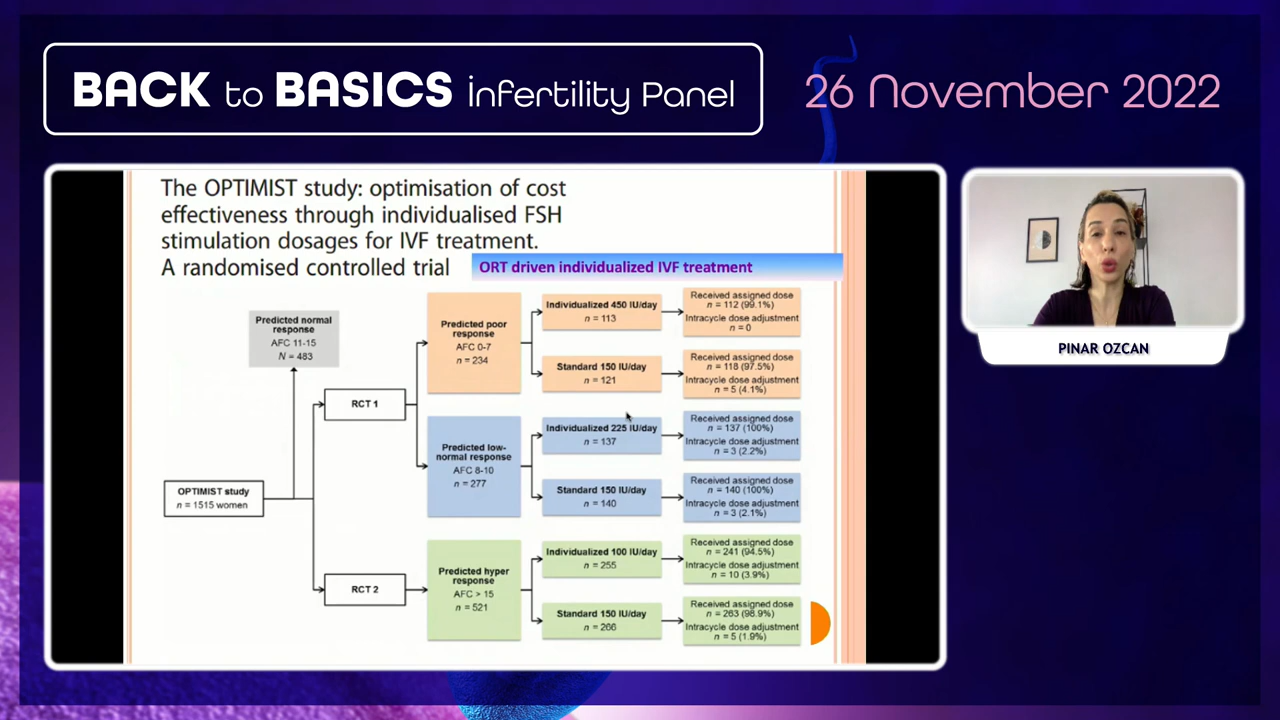 BACK to BASICS infertility Panel
26 November 2022
The OPTIMIST study: optimisation of cost
effectiveness through individualised FSH
stimulation dosages for IVF treatment.
A randomised controlled trial
ORT driven individualized IVF treatment
Predicted normal
response
AFC 11-15
N = 483
OPTIMIST study
n = 1515 women
RCT 1
RCT 2
Predicted poor
response
AFC 0-7
n = 234
Individualized 450 IU/day
n = 113
Received assigned dose
n = 112 (99.1%)
Intracycle dose adjustment
n = 0
Standard 150 IU/day
n = 121
Received assigned dose
n = 118 (97.5%)
Intracycle dose adjustment
n = 5 (4.1%)
Predicted low-
normal response
AFC 8-10
n = 277
Individualized 225 IU/day
n = 137
Received assigned dose
n = 137 (100%)
Intracycle dose adjustment
n = 3 (2.2%)
Standard 150 IU/day
n = 140
Received assigned dose
n = 140 (100%)
Intracycle dose adjustment
n = 3 (2.1%)
Predicted hyper
response
AFC > 15
n = 521
Individualized 100 IU/day
n = 255
Received assigned dose
n = 241 (94.5%)
Intracycle dose adjustment
n = 10 (3.9%)
Standard 150 IU/day
n = 266
Received assigned dose
n = 263 (98.9%)
Intracycle dose adjustment
n = 5 (1.9%)
PINAR OZCAN